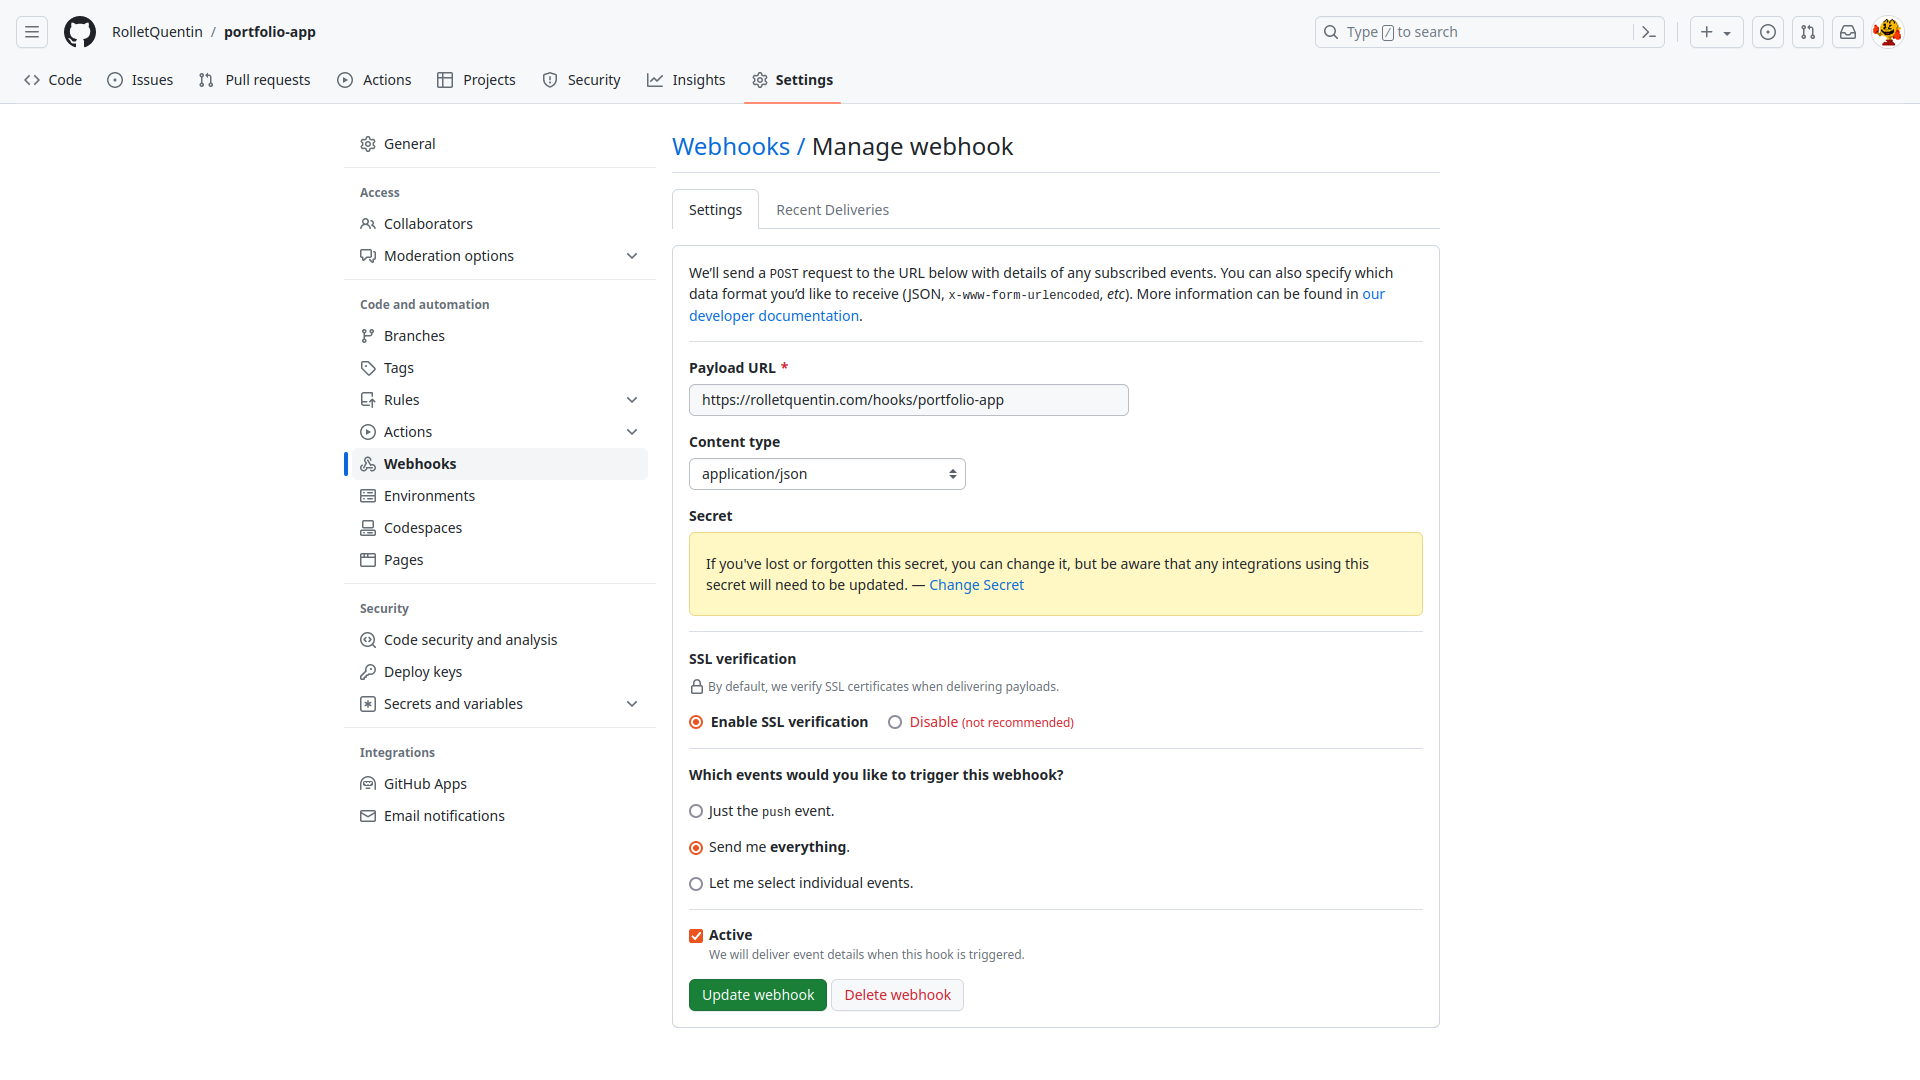 RolletQuentin / portfolio-app
Type / to search
Code
Issues
Pull requests
Actions
Projects
Security
Insights
Settings
General
Access
Collaborators
Moderation options
Code and automation
Branches
Tags
Rules
Actions
Webhooks
Environments
Codespaces
Pages
Security
Code security and analysis
Deploy keys
Secrets and variables
Integrations
GitHub Apps
Email notifications
Webhooks / Manage webhook
Settings
Recent Deliveries
We’ll send a POST request to the URL below with details of any subscribed events. You can also specify which
data format you’d like to receive (JSON, x-www-form-urlencoded, etc). More information can be found in our
developer documentation.
Payload URL *
https://rolletquentin.com/hooks/portfolio-app
Content type
application/json
Secret
If you've lost or forgotten this secret, you can change it, but be aware that any integrations using this
secret will need to be updated. — Change Secret
SSL verification
By default, we verify SSL certificates when delivering payloads.
Enable SSL verification
Disable (not recommended)
Which events would you like to trigger this webhook?
Just the push event.
Send me everything.
Let me select individual events.
Active
We will deliver event details when this hook is triggered.
Update webhook
Delete webhook